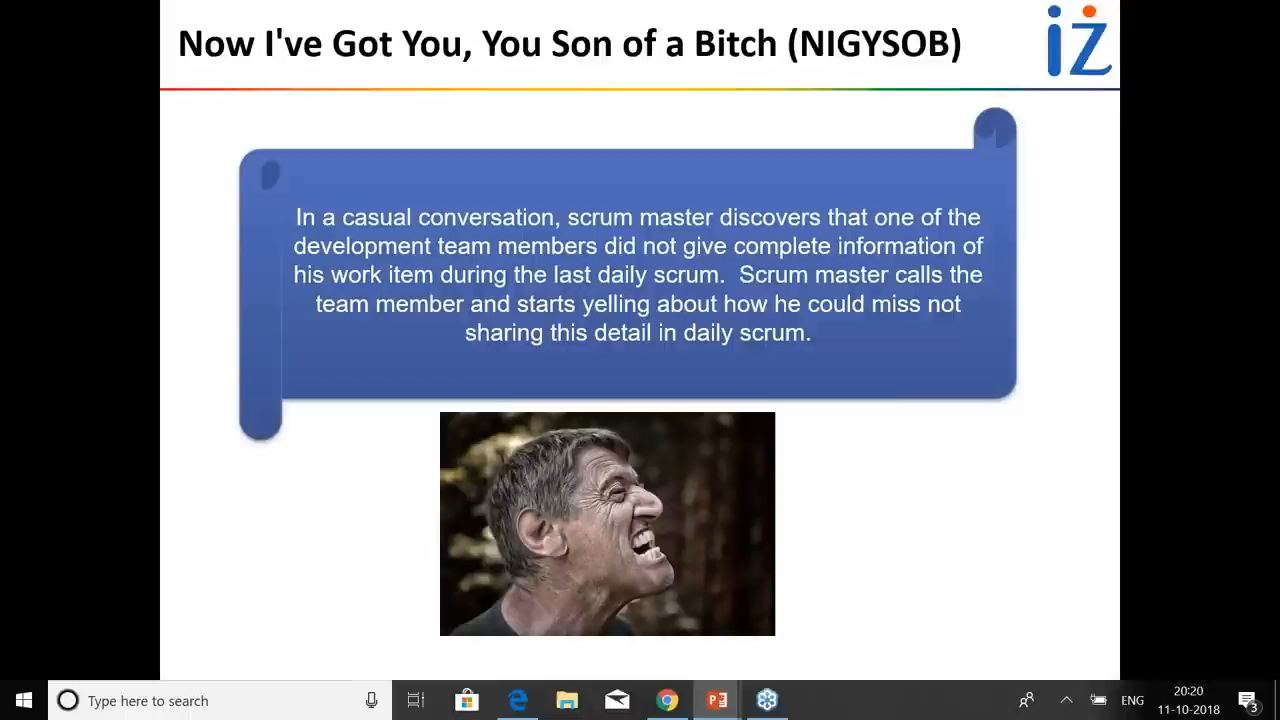 Now I've Got You, You Son of a Bitch (NIGYSOB)
iz
In a casual conversation, scrum master discovers that one of the
development team members did not give complete information of
his work item during the last daily scrum.  Scrum master calls the
team member and starts yelling about how he could miss not
sharing this detail in daily scrum.
Type here to search
ENG
20:20
11-10-2018
3